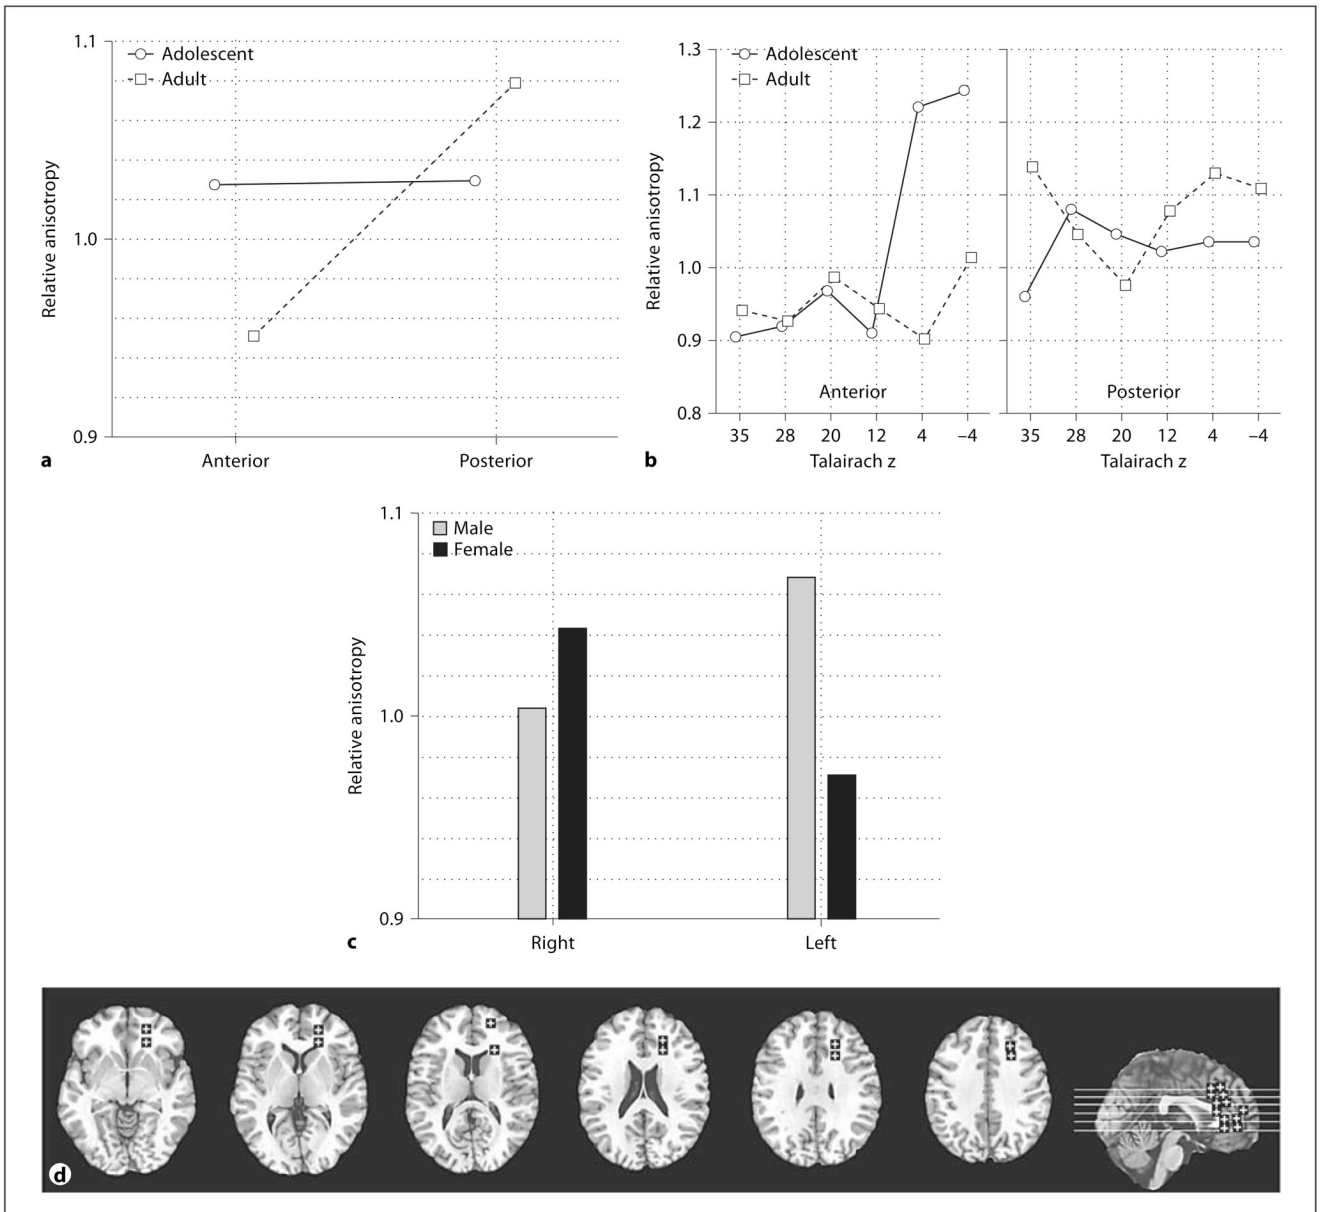 1.1
Adolescent
Adult
1.0
0.9
Relative anisotropy
Anterior
Posterior
a
1.3
Adolescent
Adult
1.2
1.1
1.0
0.9
0.8
Relative anisotropy
Anterior
Posterior
35 28 20 12 4 –4
35 28 20 12 4 –4
Talairach z
Talairach z
b
1.1
Male
Female
1.0
0.9
Relative anisotropy
Right
Left
c
d